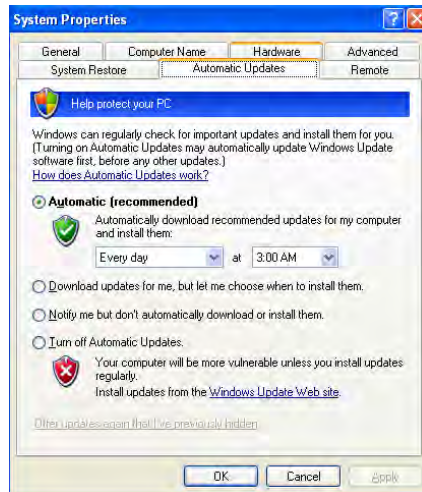 System Properties
General Computer Name Hardware Advanced
System Restore Automatic Updates Remote
Help protect your PC
Windows can regularly check for important updates and install them for you.
(Turning on Automatic Updates may automatically update Windows Update
software first, before any other updates.)
How does Automatic Updates work?
Automatic (recommended)
Automatically download recommended updates for my computer
and install them:
Every day at 3:00 AM
Download updates for me, but let me choose when to install them.
Notify me but don't automatically download or install them.
Turn off Automatic Updates.
Your computer will be more vulnerable unless you install updates
regularly.
Install updates from the Windows Update Web site.
Offer updates again that I've previously hidden
OK Cancel Apply